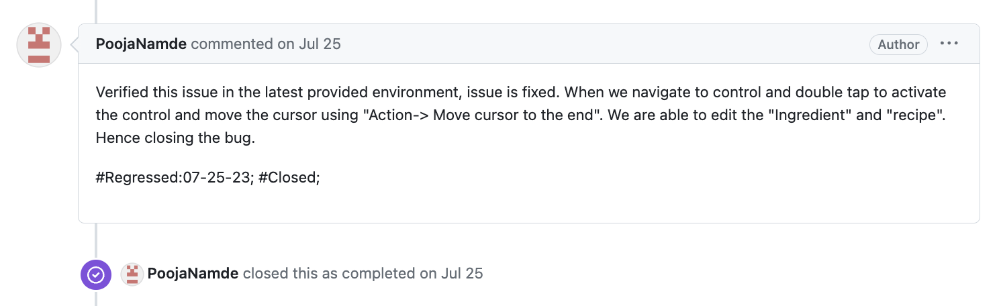 PoojaNamde commented on Jul 25 Author
Verified this issue in the latest provided environment, issue is fixed. When we navigate to control and double tap to activate
the control and move the cursor using "Action-> Move cursor to the end". We are able to edit the "Ingredient" and "recipe".
Hence closing the bug.
#Regressed:07-25-23; #Closed;
PoojaNamde closed this as completed on Jul 25